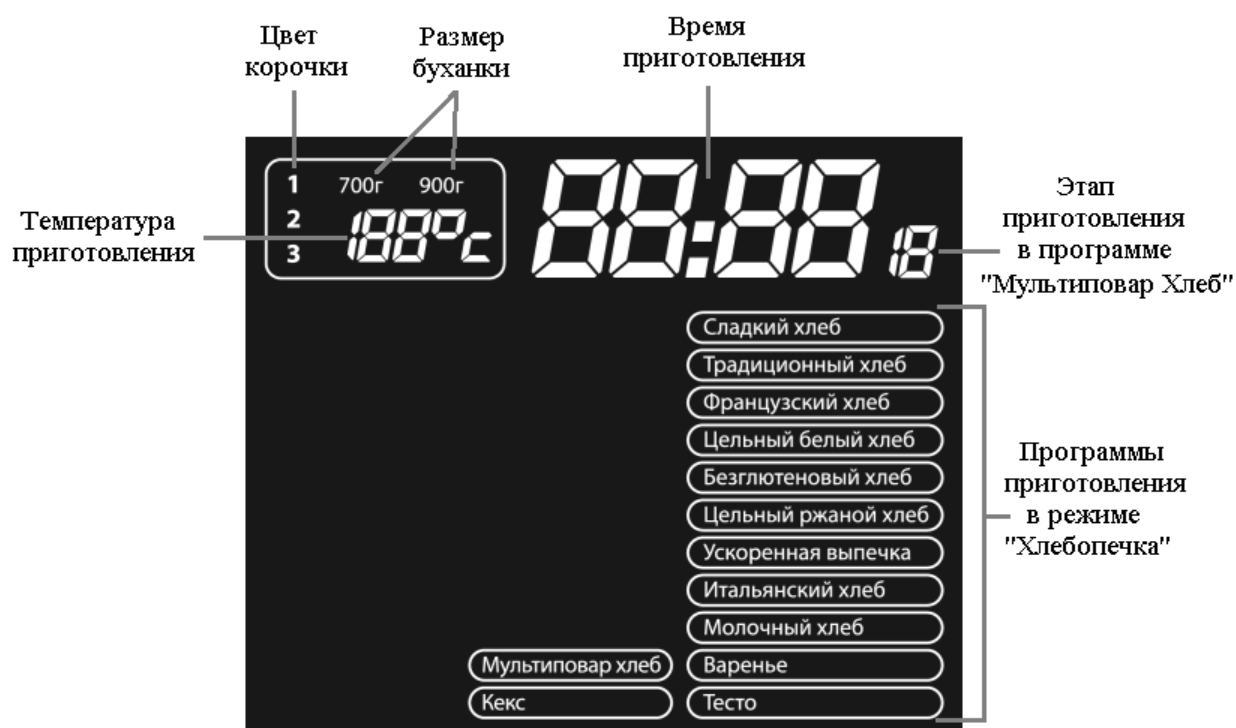 Цвет
корочки
Размер
буханки
Время
приготовления
1
700г 900г
88:88
2
188°c
3
18
Температура
приготовления
Этап
приготовления
в программе
"Мультиповар Хлеб"
Сладкий хлеб
Традиционный хлеб
Французский хлеб
Цельный белый хлеб
Безглютеновый хлеб
Цельный ржаной хлеб
Ускоренная выпечка
Итальянский хлеб
Молочный хлеб
Мультиповар хлеб
Варенье
Кекс
Тесто
Программы
приготовления
в режиме
"Хлебопечка"